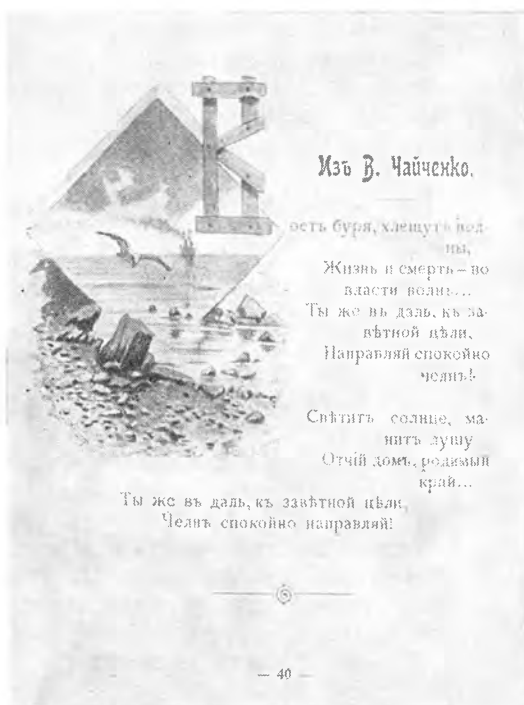 Изъ В. Чайченко.
Воетъ буря, хлещутъ вол-
ны,
Жизнь и смерть – во
власти волнъ...
Ты же въ даль, къ за-
вѣтной цѣли,
Направляй спокойно
челнъ!
Свѣтитъ солнце, ма-
нитъ душу
Отчій домъ, родимый
край...
Ты же въ даль, къ завѣтной цѣли,
Челнъ спокойно направляй!
— 40 —